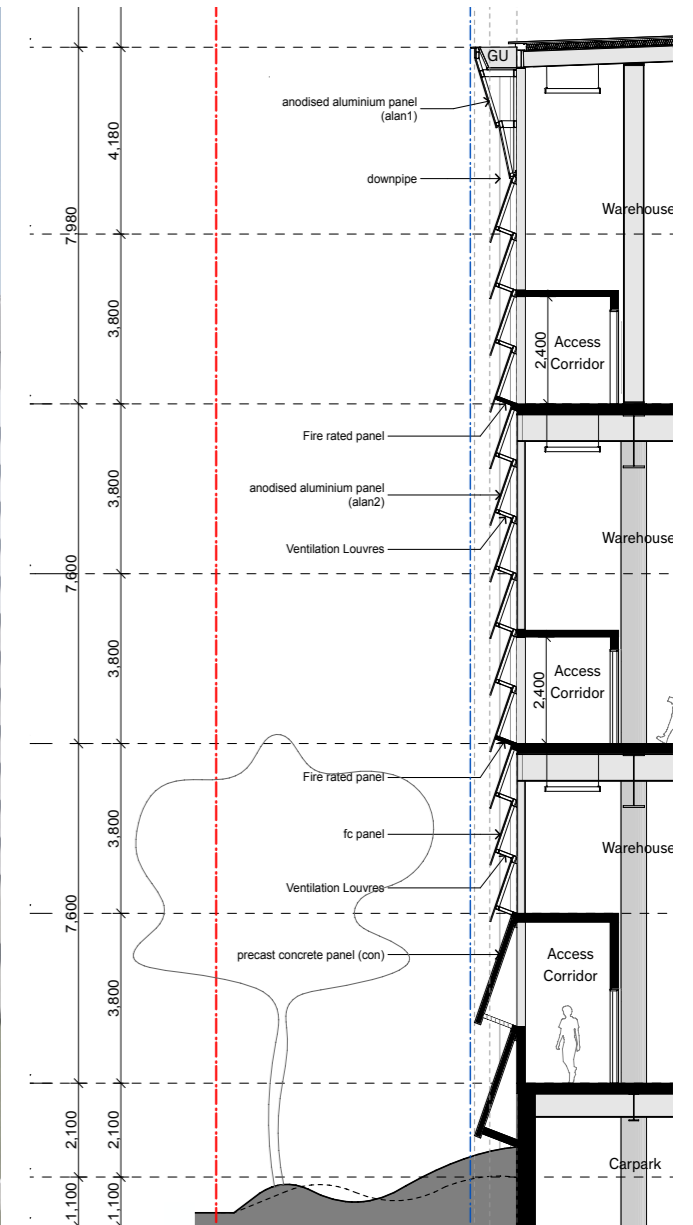 GU
anodised aluminium panel
(alan1)
4,180
downpipe
7,980
Warehouse
3,800
2,400
Access
Corridor
Fire rated panel
3,800
anodised aluminium panel
(alan2)
Warehouse
Ventilation Louvres
7,600
3,800
2,400
Access
Corridor
Fire rated panel
3,800
fc panel
Warehouse
Ventilation Louvres
7,600
precast concrete panel (con)
Access
Corridor
3,800
2,100
2,100
Carpark
1,100
1,100